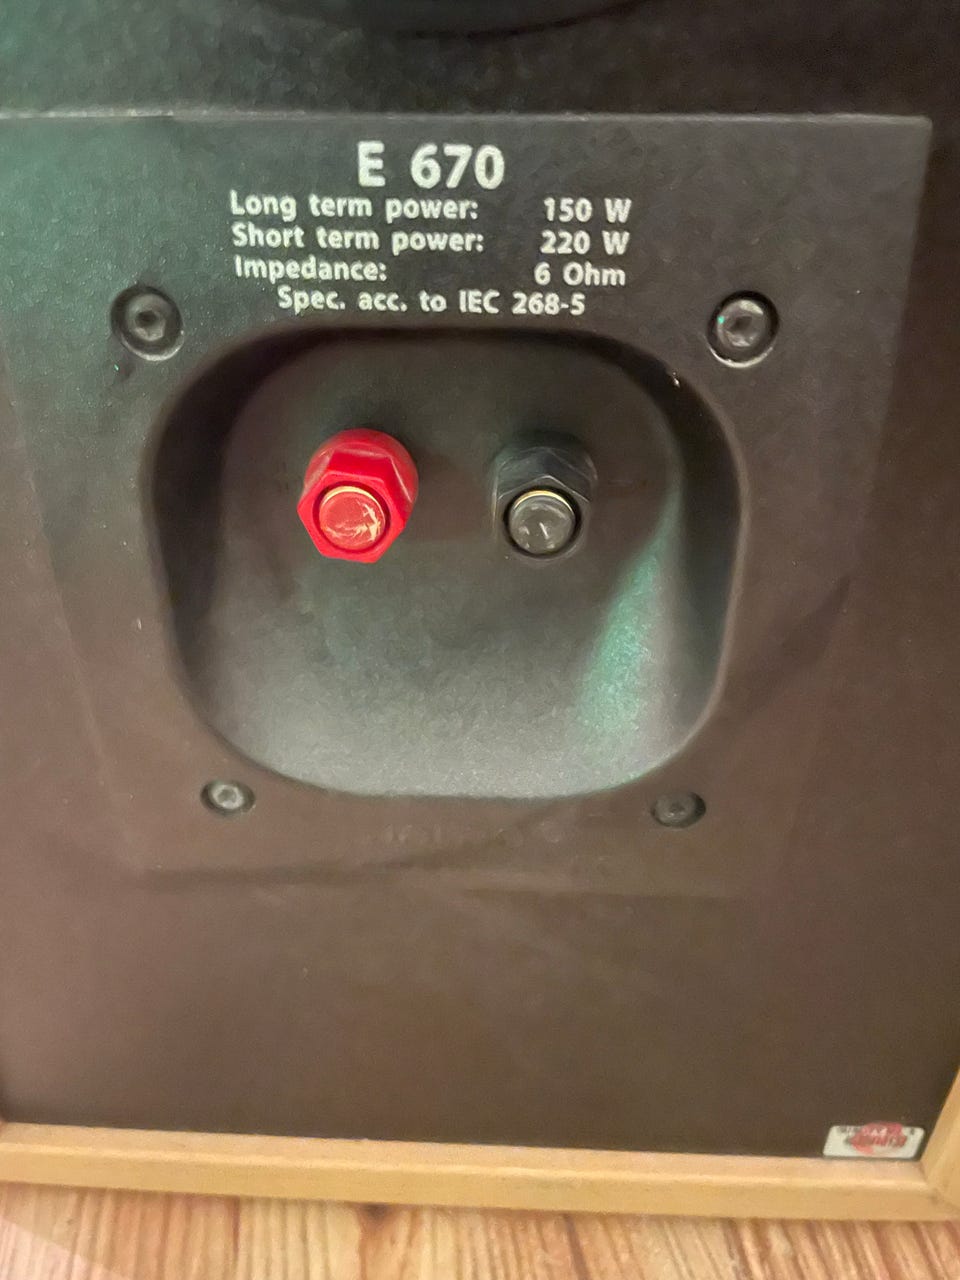 E 670
Long term power: 150 W
Short term power: 220 W
Impedance: 6 Ohm
Spec. acc. to IEC 268-5